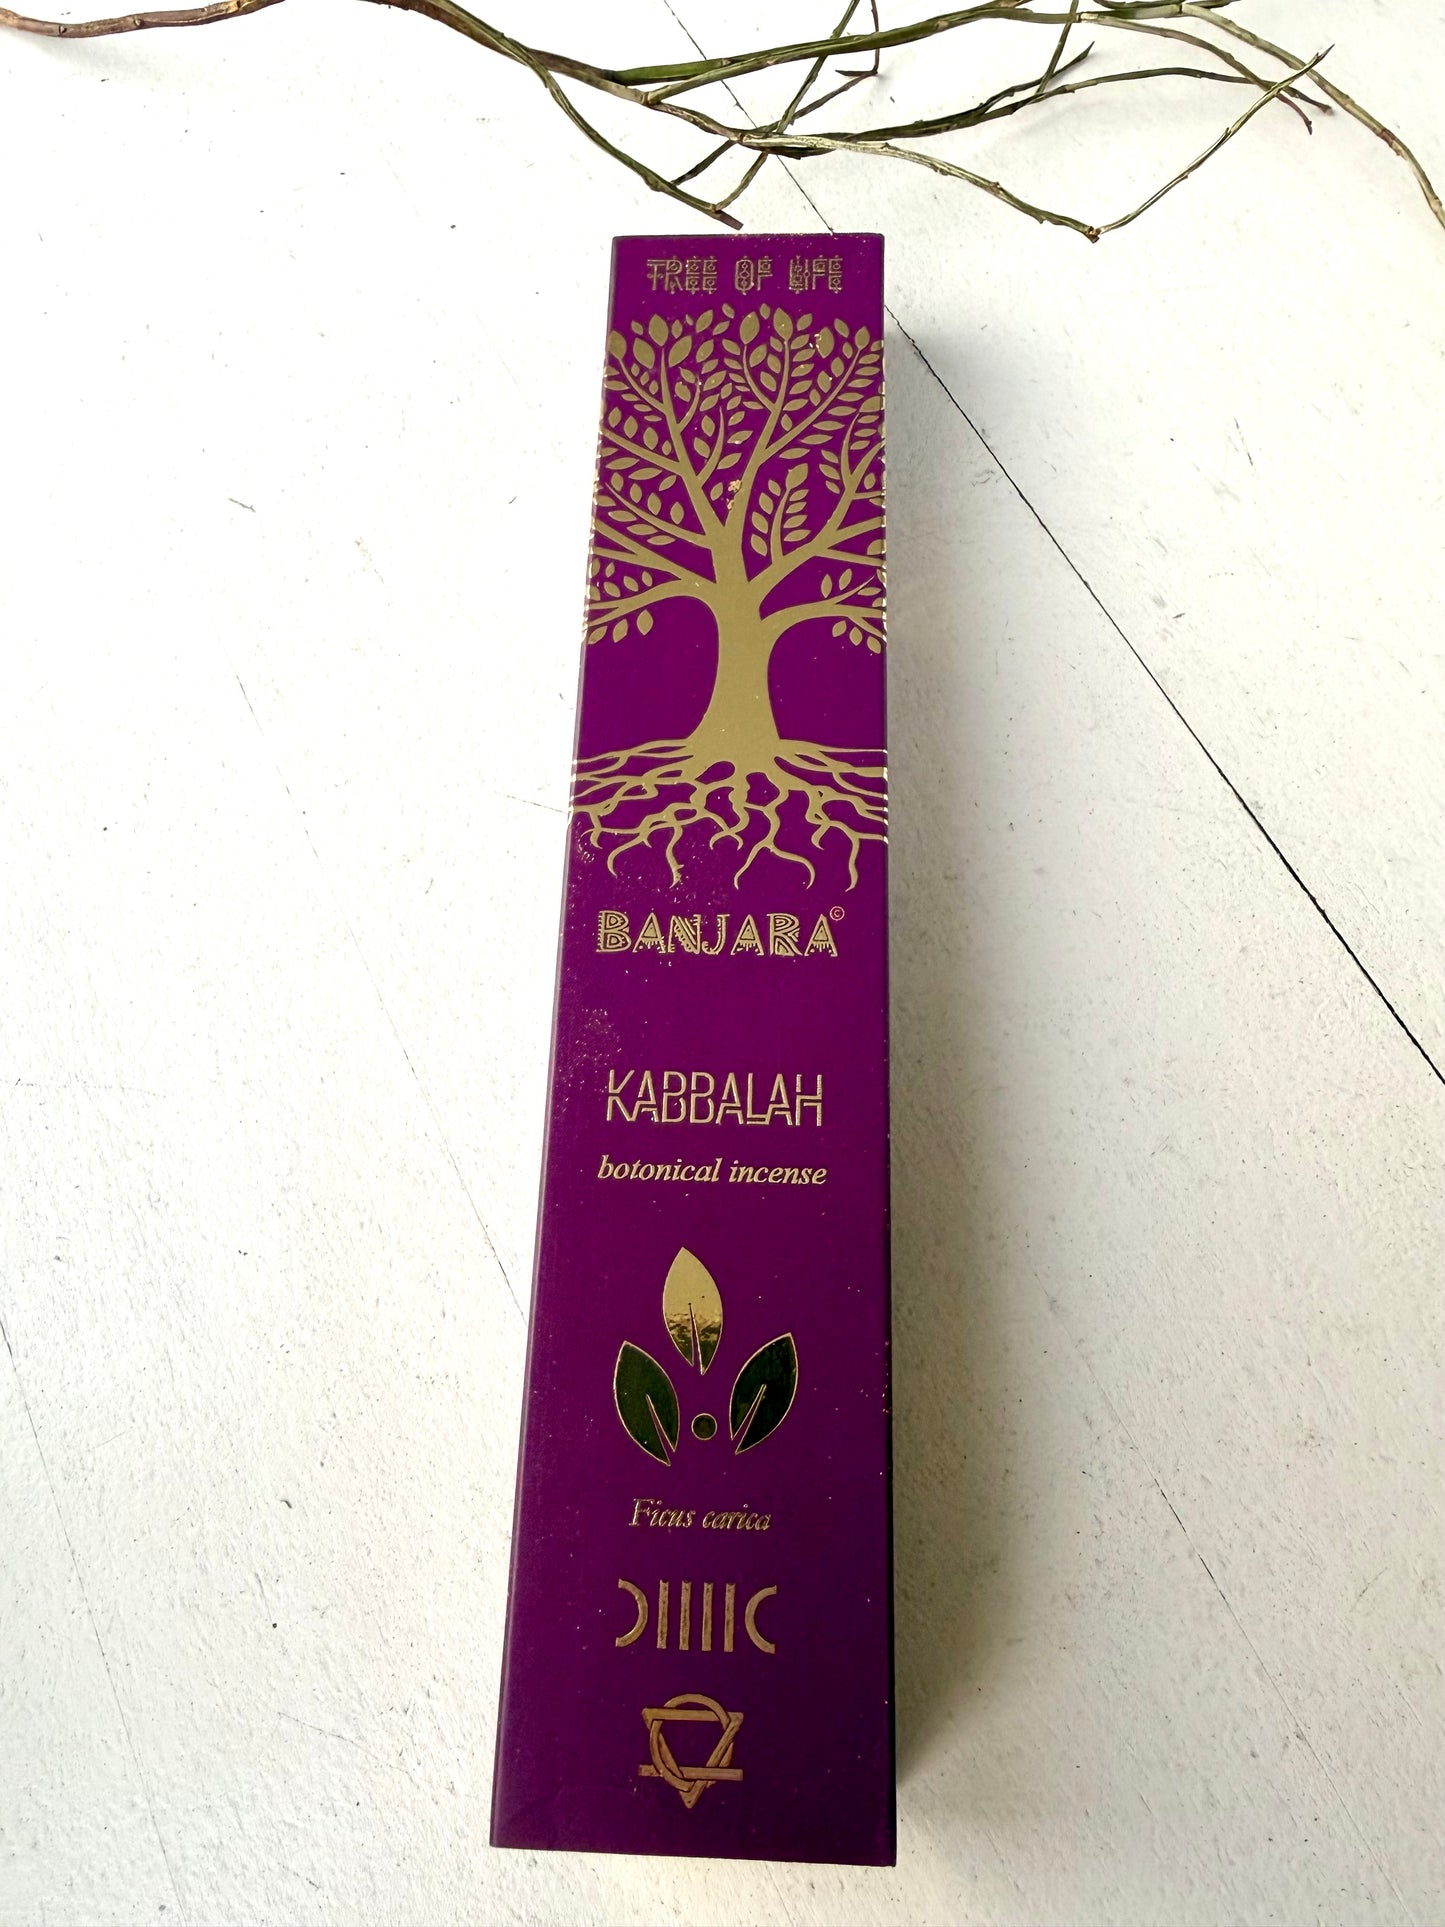 TREE OF LIFE
BANJARA©
KABBALAH
botonical incense
Ficus carica